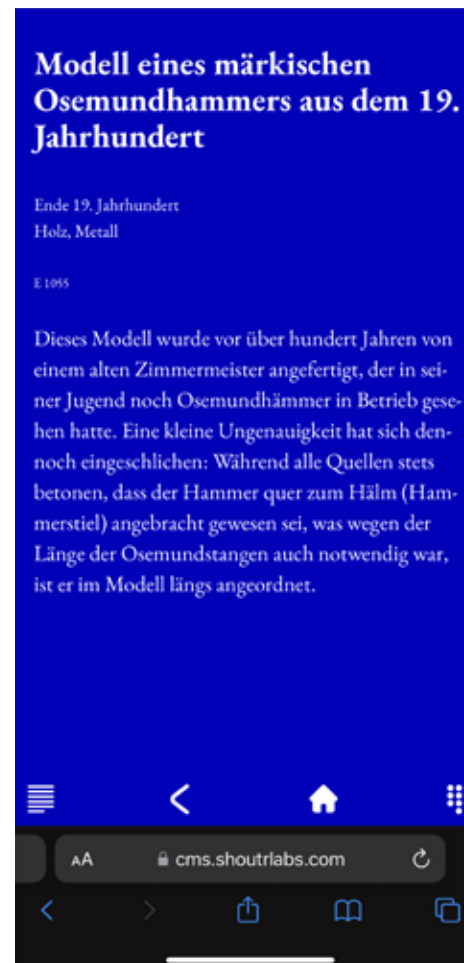 Modell eines märkischen
Osemundhammers aus dem 19.
Jahrhundert
Ende 19. Jahrhundert
Holz, Metall
E 1055
Dieses Modell wurde vor über hundert Jahren von
einem alten Zimmermeister angefertigt, der in sei-
ner Jugend noch Osemundhämmer in Betrieb gese-
hen hatte. Eine kleine Ungenauigkeit hat sich den-
noch eingeschlichen: Während alle Quellen stets
betonen, dass der Hammer quer zum Hälm (Ham-
merstiel) angebracht gewesen sei, was wegen der
Länge der Osemundstangen auch notwendig war,
ist er im Modell längs angeordnet.
AA cms.shoutrlabs.com